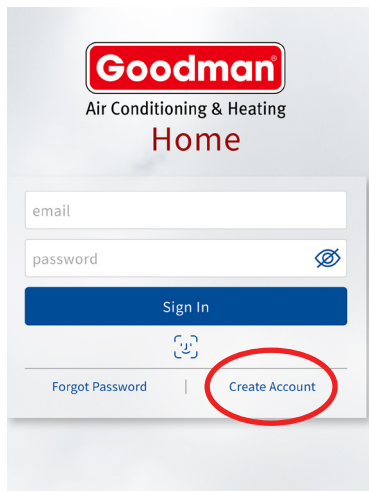 Goodman
Air Conditioning & Heating
Home
email
password
Sign In
Forgot Password | Create Account